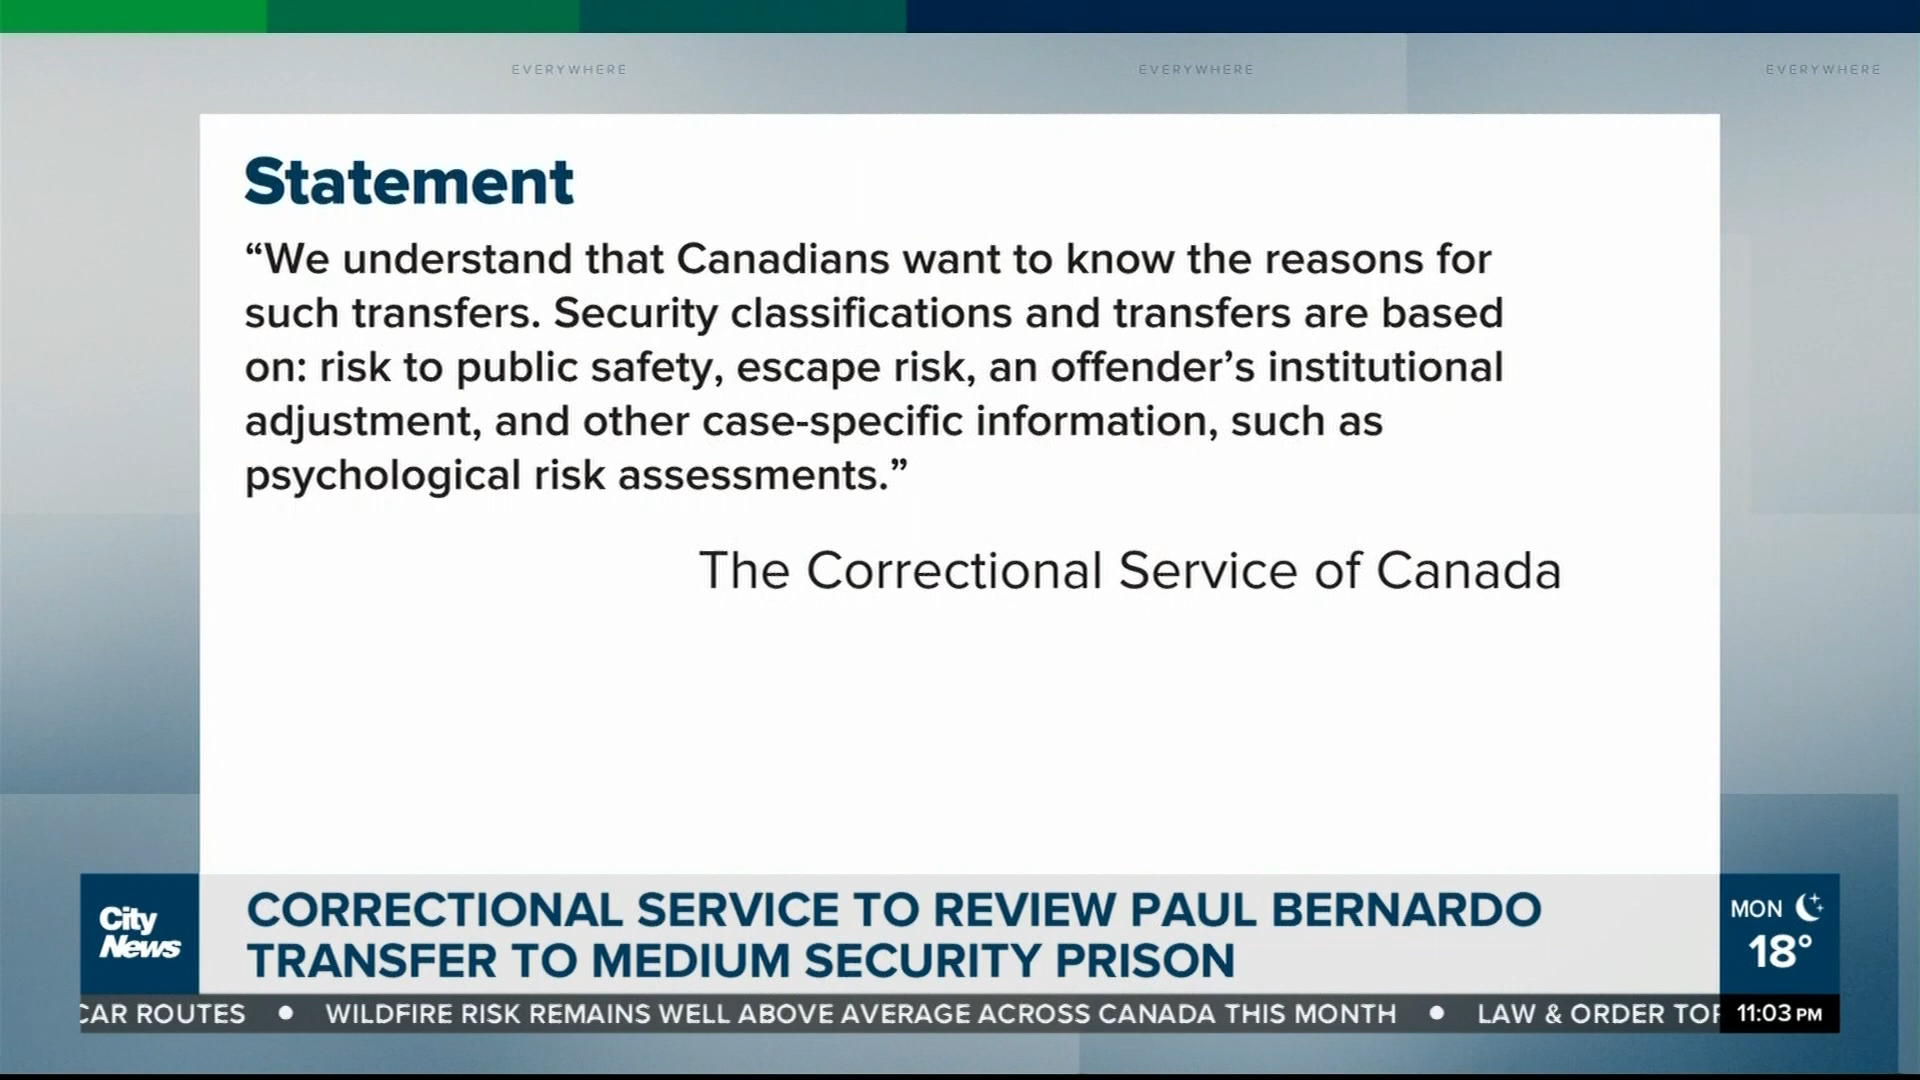 EVERYWHERE EVERYWHERE EVERYWHERE
Statement
“We understand that Canadians want to know the reasons for
such transfers. Security classifications and transfers are based
on: risk to public safety, escape risk, an offender’s institutional
adjustment, and other case-specific information, such as
psychological risk assessments.”
The Correctional Service of Canada
City
News
CORRECTIONAL SERVICE TO REVIEW PAUL BERNARDO
TRANSFER TO MEDIUM SECURITY PRISON
MON
18°
CAR ROUTES • WILDFIRE RISK REMAINS WELL ABOVE AVERAGE ACROSS CANADA THIS MONTH • LAW & ORDER
11:03 PM